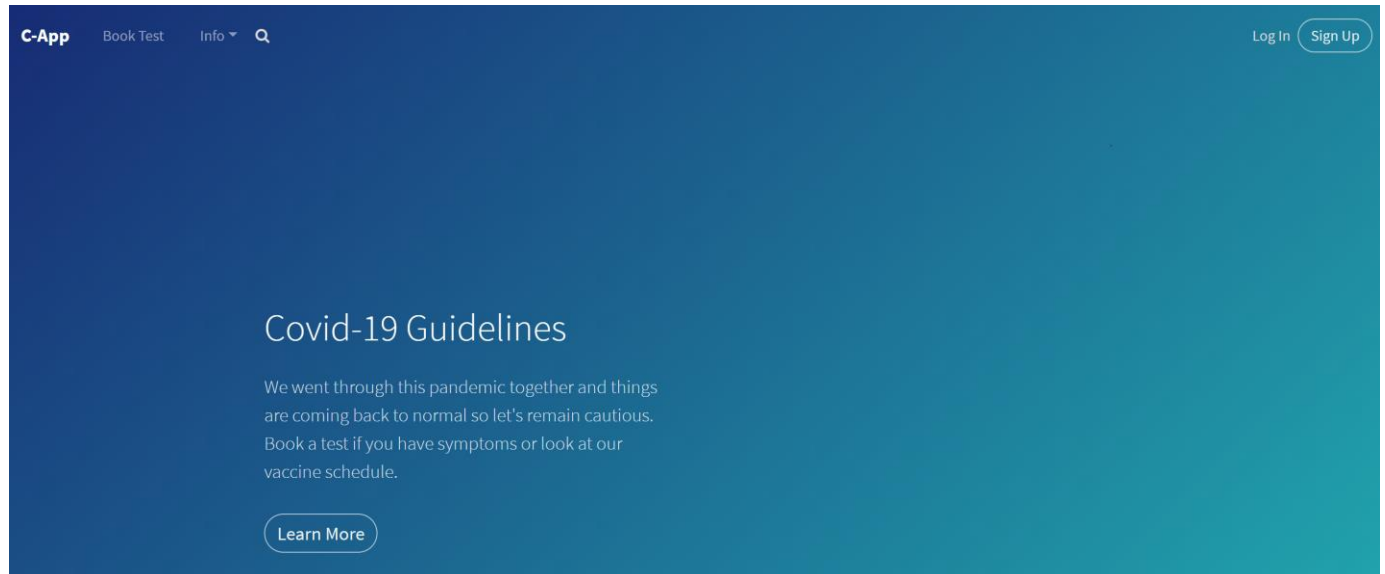 C-App Book Test Info Log In Sign Up
Covid-19 Guidelines
We went through this pandemic together and things
are coming back to normal so let's remain cautious.
Book a test if you have symptoms or look at our
vaccine schedule.
Learn More